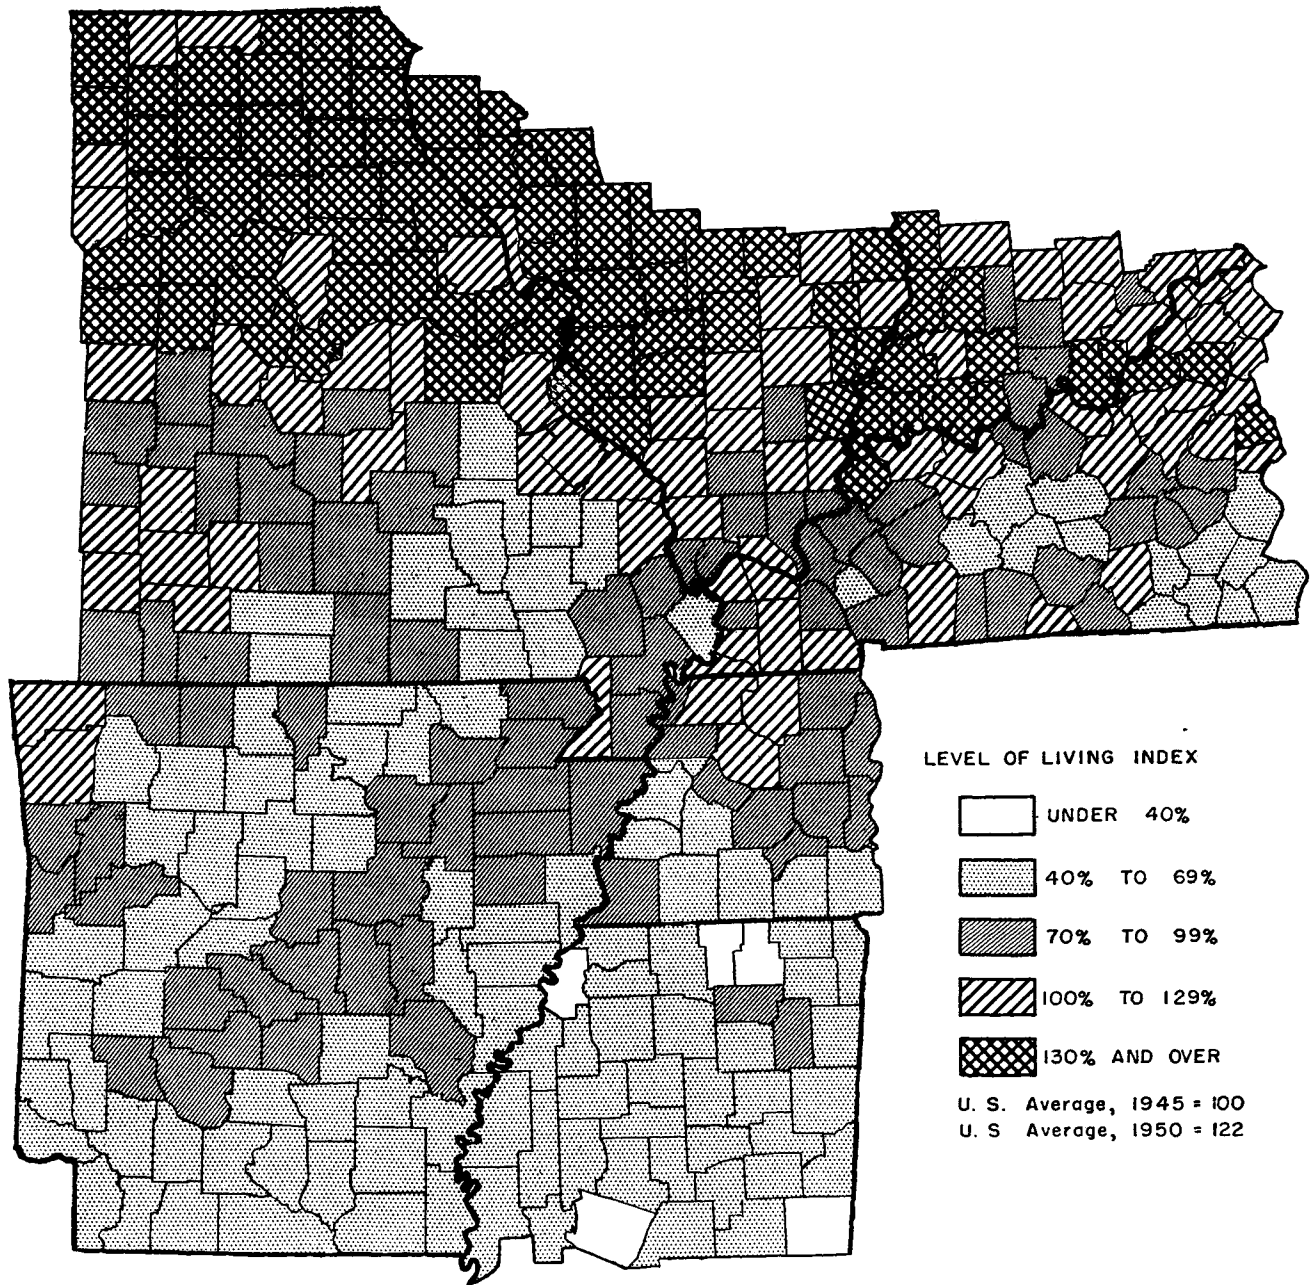 LEVEL OF LIVING INDEX
UNDER 40%
40% TO 69%
70% TO 99%
100% TO 129%
130% AND OVER
U. S. Average, 1945 = 100
U. S Average, 1950 = 122